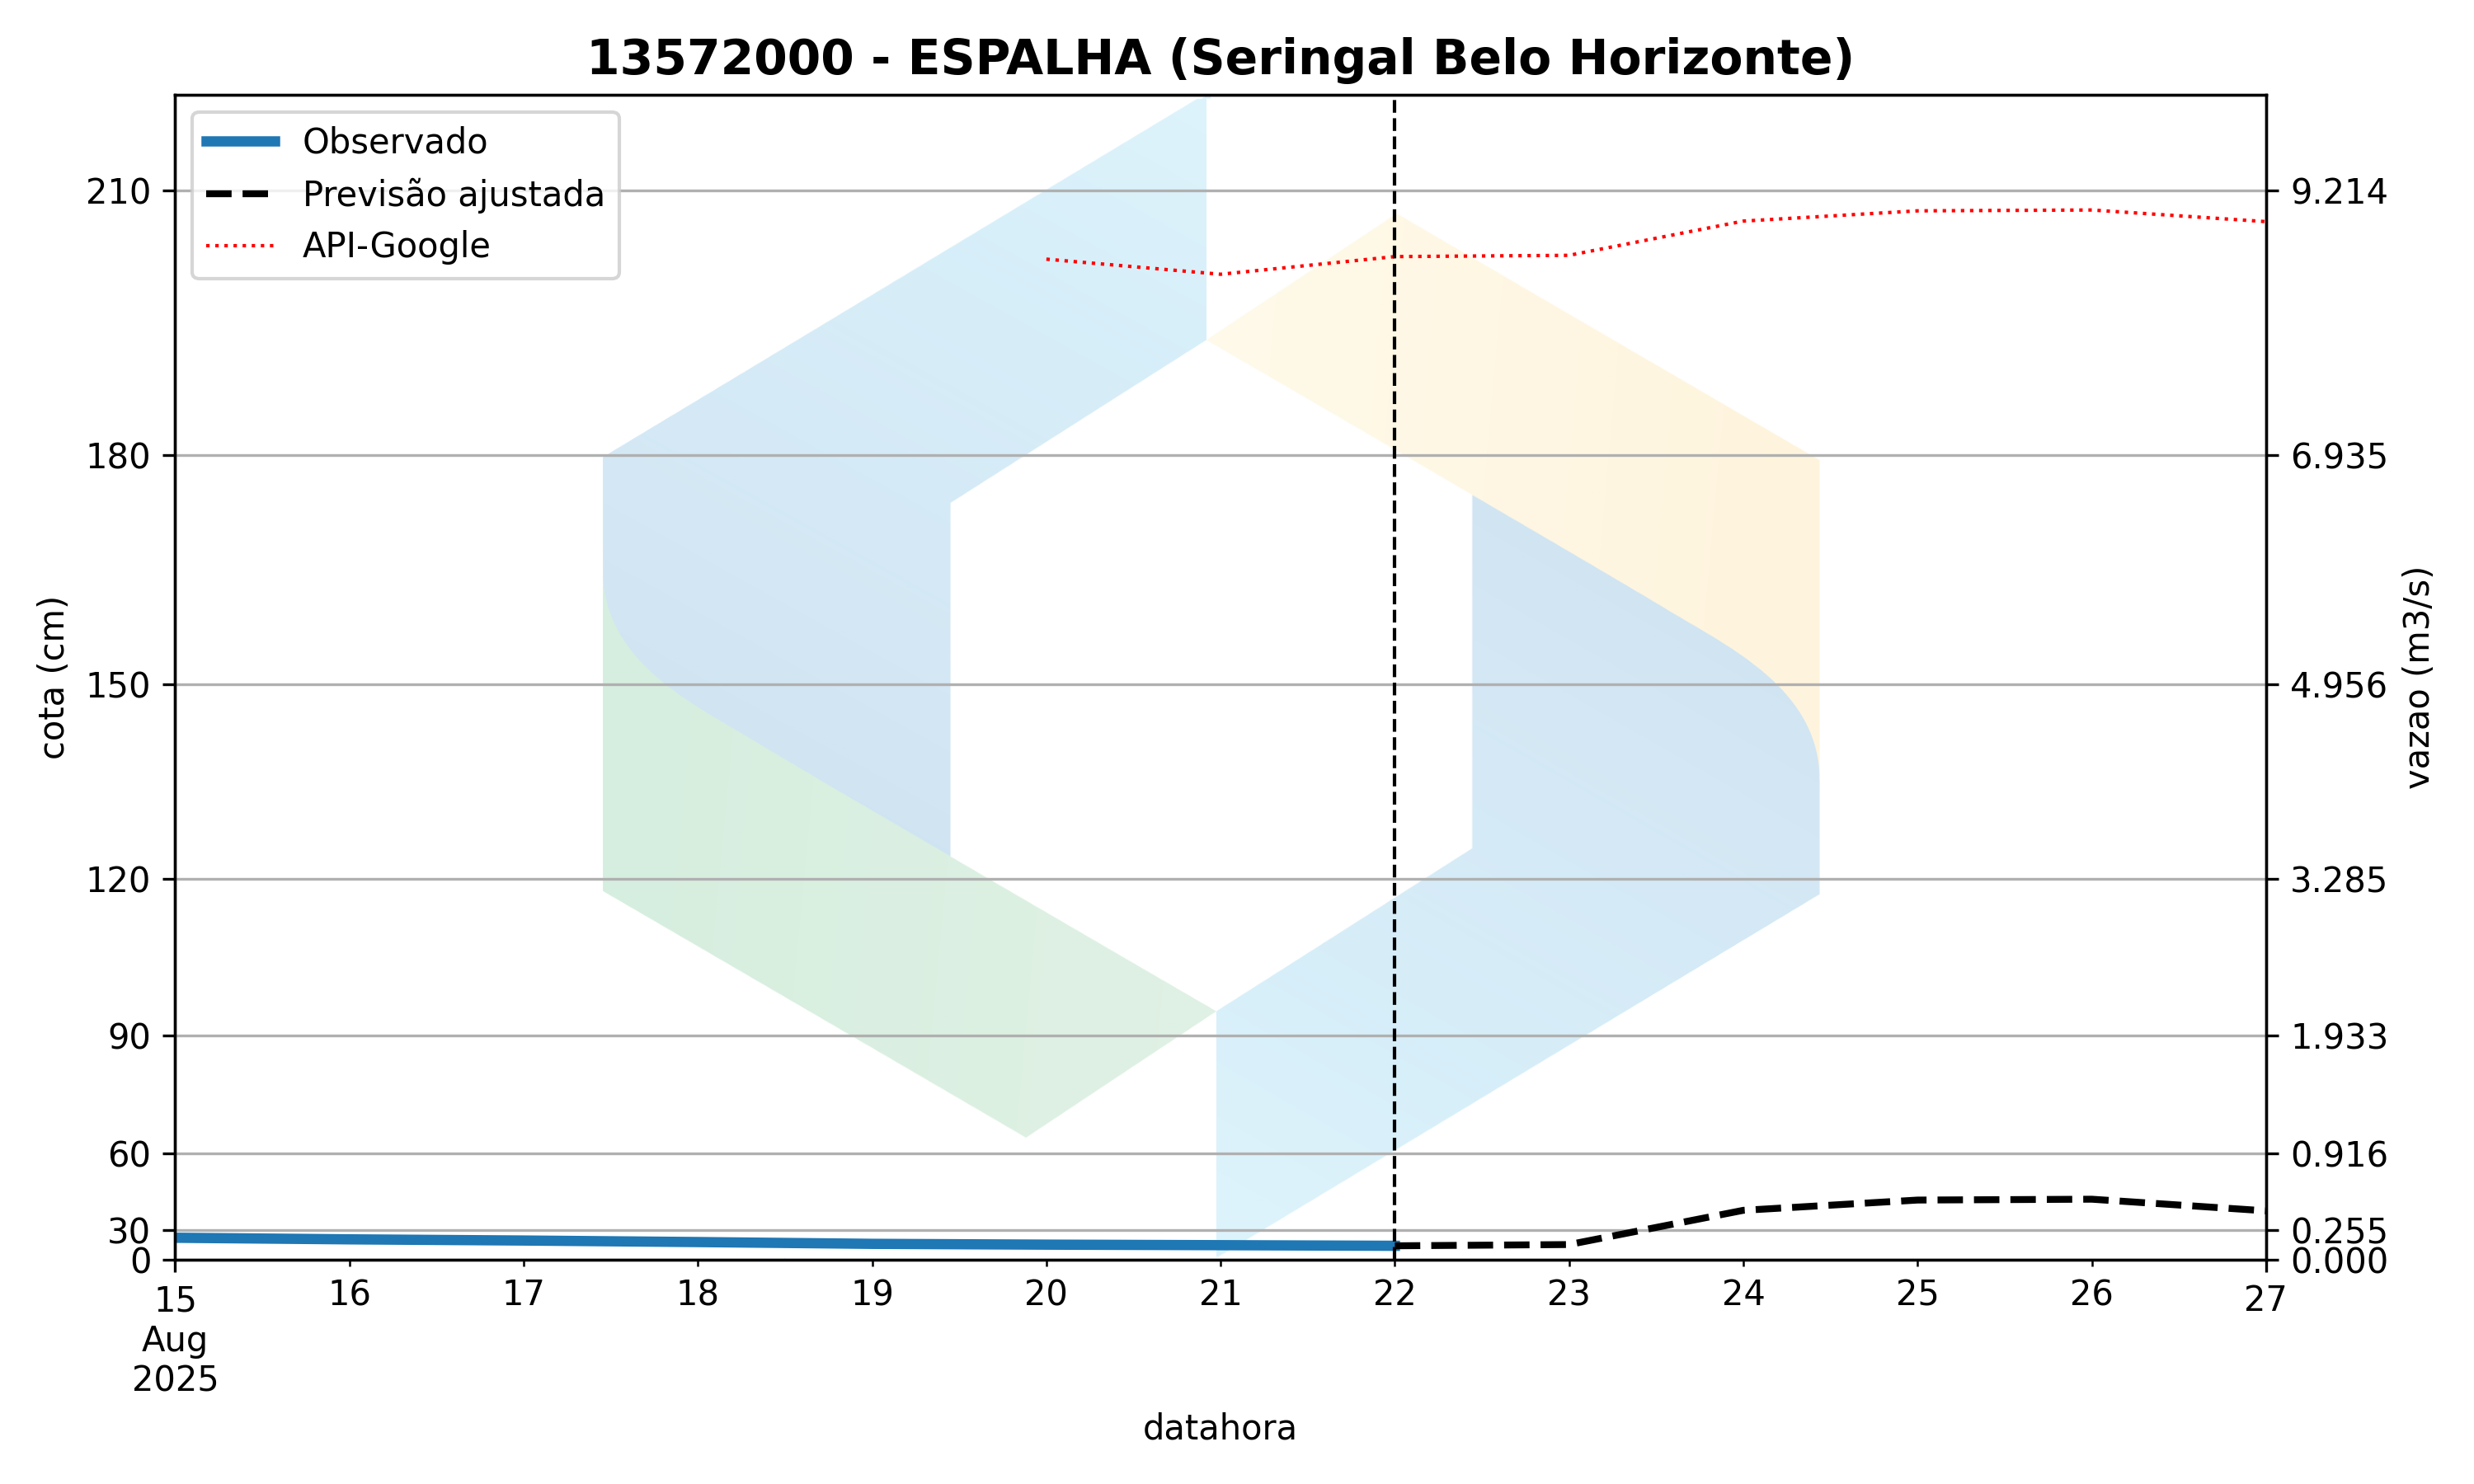 13572000 - ESPALHA (Seringal Belo Horizonte)
Observado
Previsão ajustada
API-Google
210
180
150
120
90
60
30
0
cota (cm)
9.214
6.935
4.956
3.285
1.933
0.916
0.255
0.000
vazao (m3/s)
15 16 17 18 19 20 21 22 23 24 25 26 27
Aug
2025
datahora